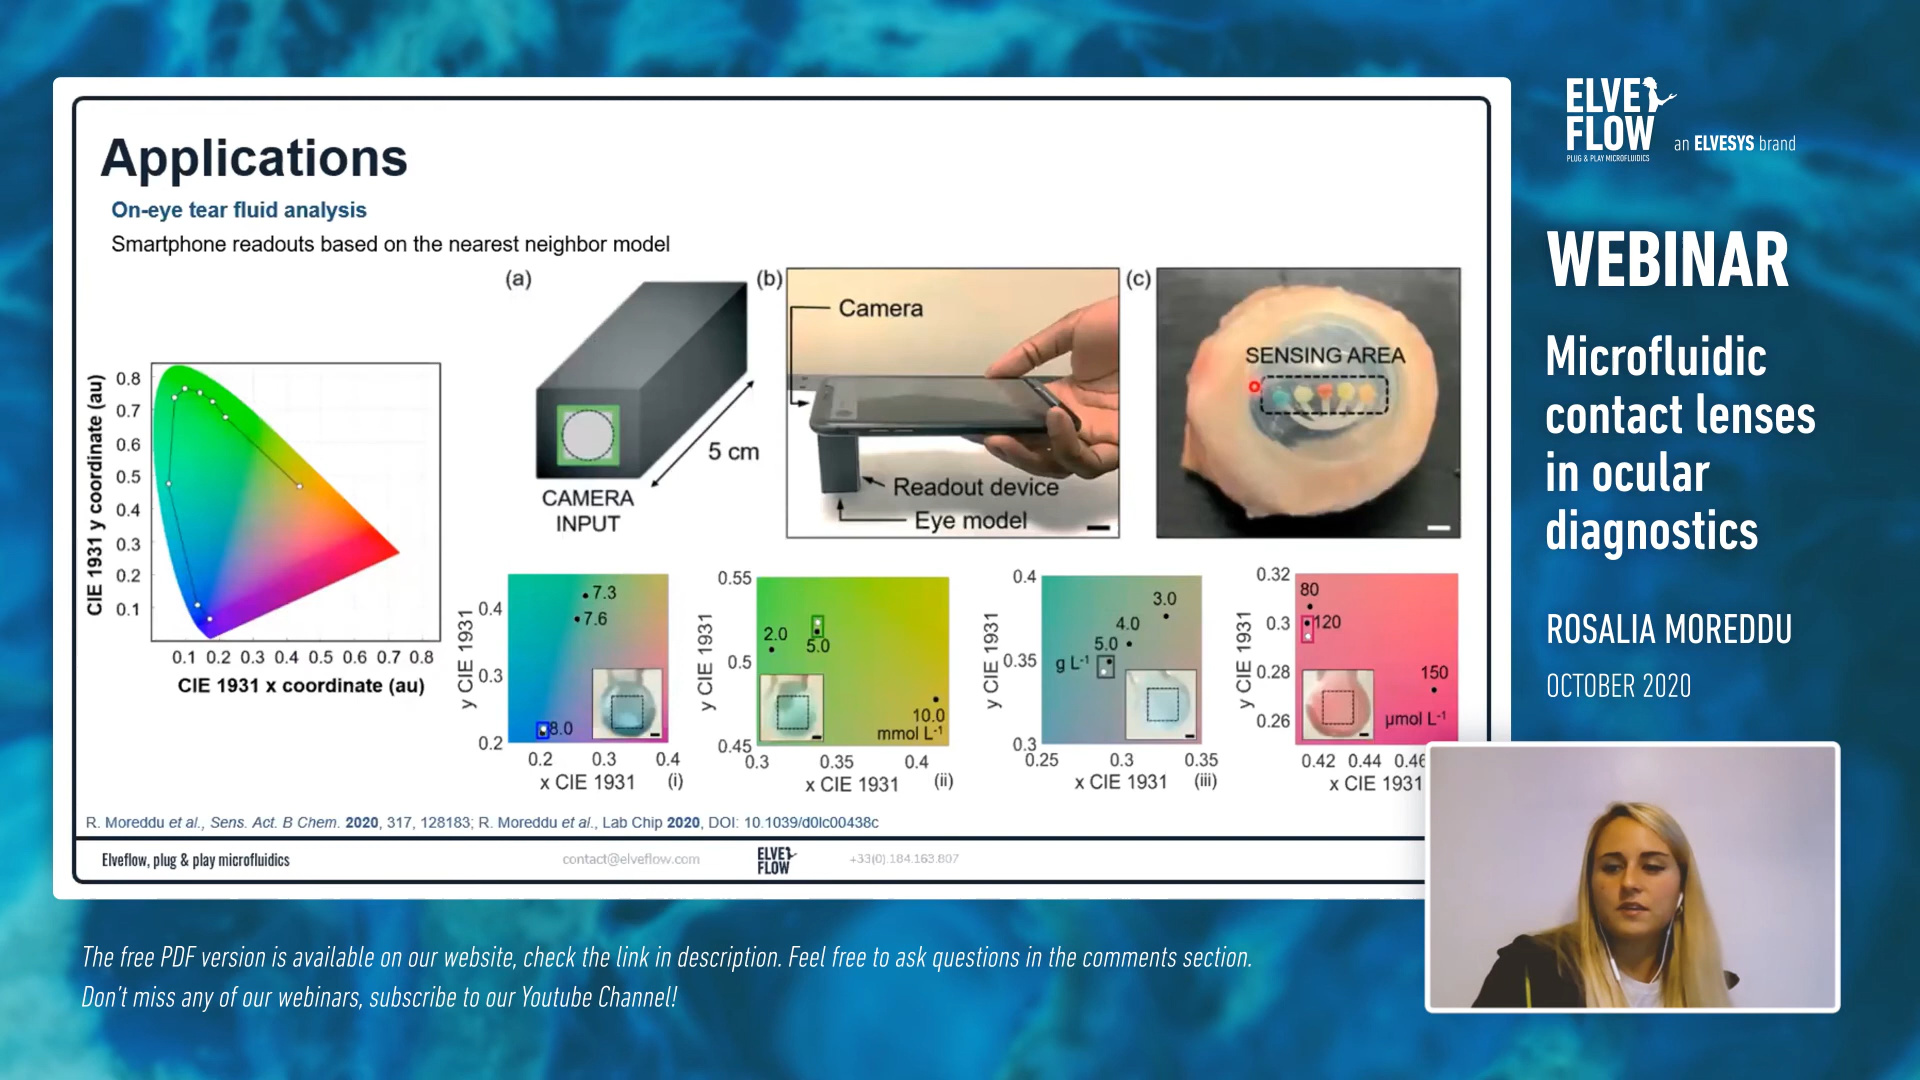 ELVE
FLOW
PLUG & PLAY MICROFLUIDICS
an ELVESYS brand
WEBINAR
Microfluidic
contact lenses
in ocular
diagnostics
ROSALIA MOREDDU
OCTOBER 2020
Applications
On-eye tear fluid analysis
Smartphone readouts based on the nearest neighbor model
CIE 1931 y coordinate (au)
0.8
0.7
0.6
0.5
0.4
0.3
0.2
0.1
0.1 0.2 0.3 0.4 0.5 0.6 0.7 0.8
CIE 1931 x coordinate (au)
(a)
5 cm
CAMERA
INPUT
(b)
Camera
Readout device
Eye model
(c)
SENSING AREA
y CIE 1931
0.4
0.3
0.2
7.3
7.6
8.0
0.2 0.3 0.4
x CIE 1931 (i)
y CIE 1931
0.55
0.5
0.45
2.0
5.0
10.0
mmol L-1
0.3 0.35 0.4
x CIE 1931 (ii)
y CIE 1931
0.4
0.35
0.3
3.0
4.0
5.0
g L-1
0.25 0.3 0.35
x CIE 1931 (iii)
y CIE 1931
0.32
0.3
0.28
0.26
80
120
150
µmol L-1
0.42 0.44 0.46
x CIE 1931
R. Moreddu et al., Sens. Act. B Chem. 2020, 317, 128183; R. Moreddu et al., Lab Chip 2020, DOI: 10.1039/d0lc00438c
Elveflow, plug & play microfluidics
contact@elveflow.com
ELVE
FLOW
+33(0).184.163.807
The free PDF version is available on our website, check the link in description. Feel free to ask questions in the comments section.
Don't miss any of our webinars, subscribe to our Youtube Channel!